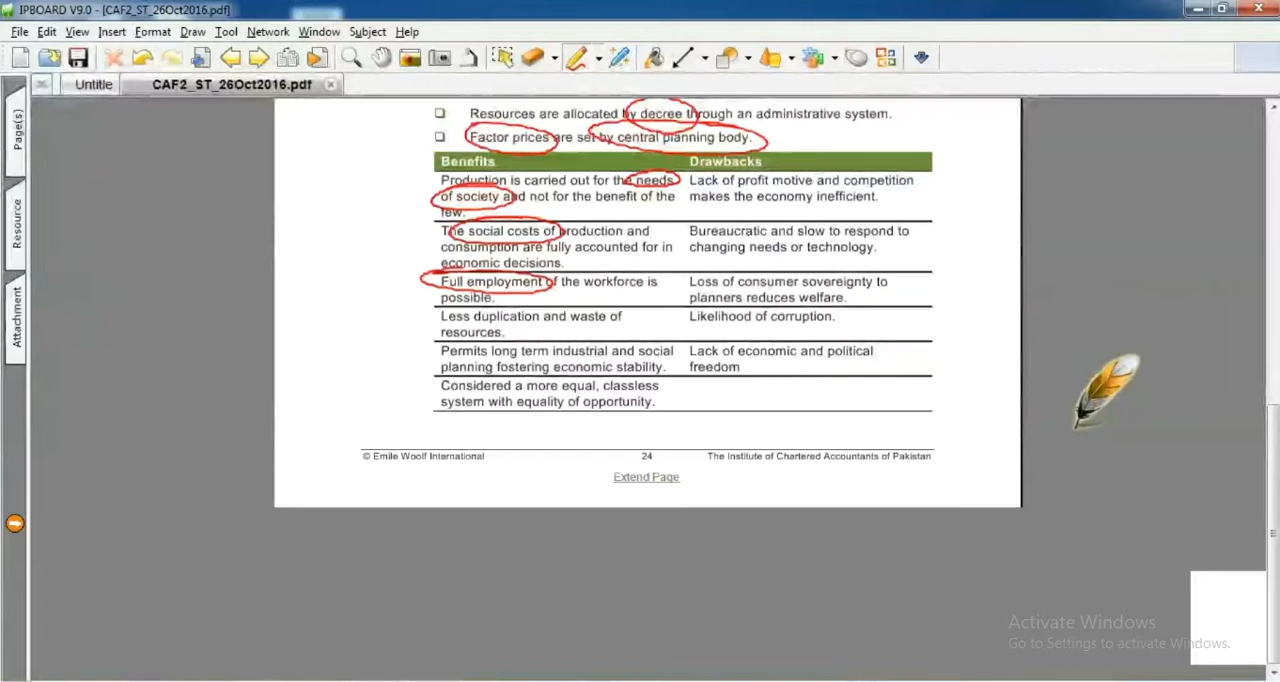 IPBOARD V9.0 - [CAF2_ST_26Oct2016.pdf]
File Edit View Insert Format Draw Tool Network Window Subject Help
Untitle CAF2_ST_26Oct2016.pdf
Page(s)
Resource
Attachment
Resources are allocated by decree through an administrative system.
Factor prices are set by central planning body.
Benefits Drawbacks
Production is carried out for the needs Lack of profit motive and competition
of society and not for the benefit of the makes the economy inefficient.
few.
The social costs of production and Bureaucratic and slow to respond to
consumption are fully accounted for in changing needs or technology.
economic decisions.
Full employment of the workforce is Loss of consumer sovereignty to
possible. planners reduces welfare.
Less duplication and waste of Likelihood of corruption.
resources.
Permits long term industrial and social Lack of economic and political
planning fostering economic stability. freedom
Considered a more equal, classless
system with equality of opportunity.
© Emile Woolf International 24 The Institute of Chartered Accountants of Pakistan
Extend Page
Activate Windows
Go to Settings to activate Windows.